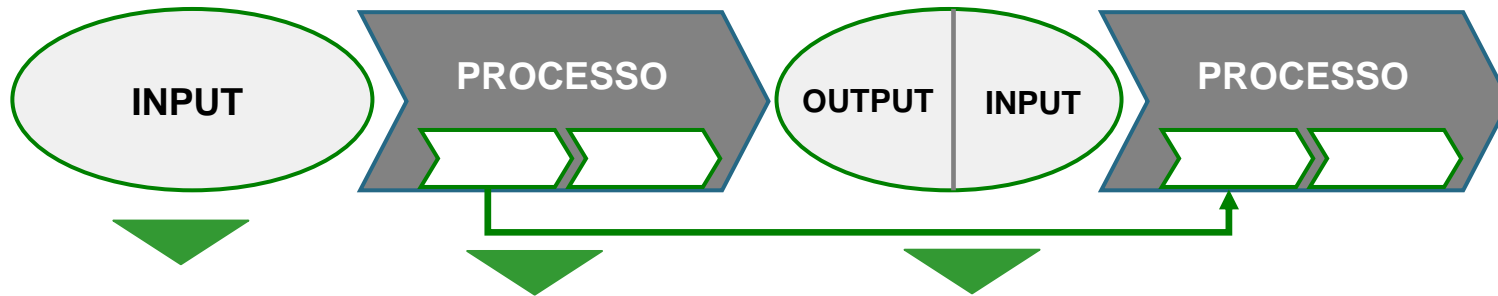 INPUT
PROCESSO
OUTPUT
INPUT
PROCESSO